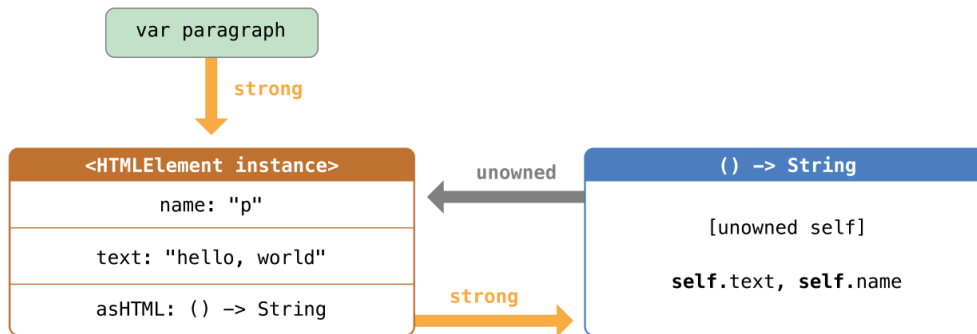 var paragraph
strong
<HTMLElement instance>
name: "p"
text: "hello, world"
asHTML: () -> String
unowned
strong
() -> String
[unowned self]
self.text, self.name